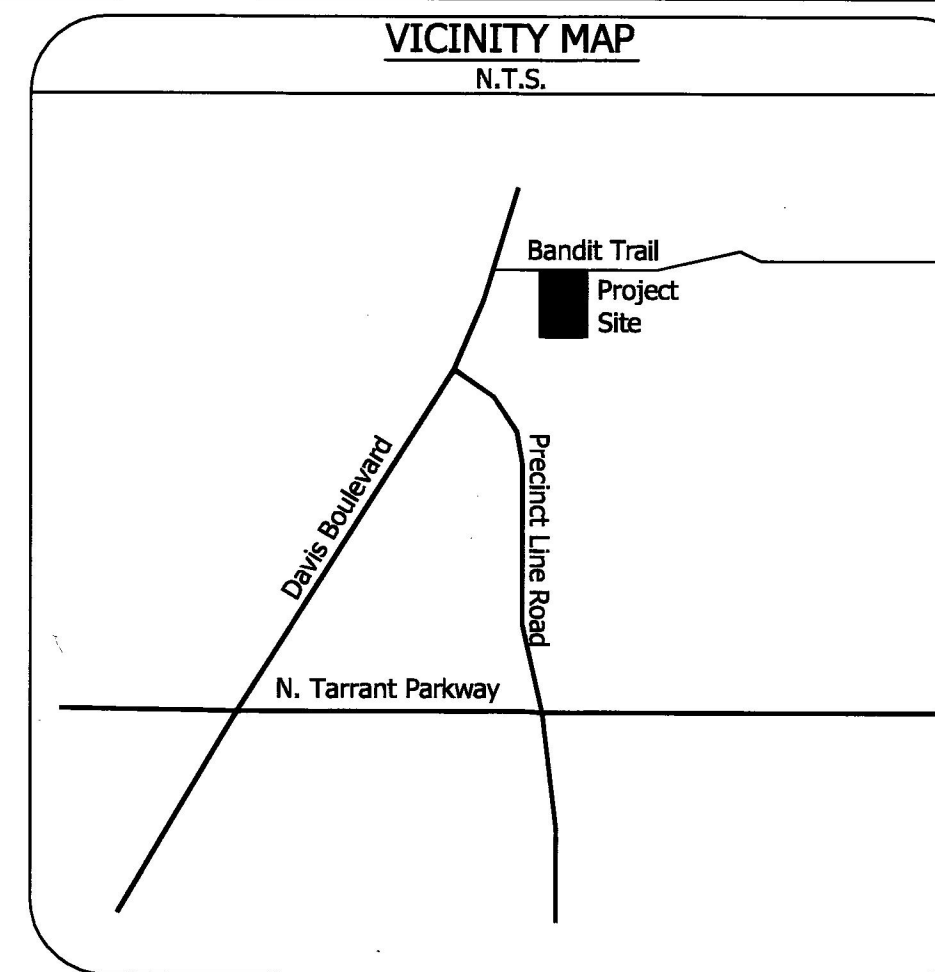 VICINITY MAP
N.T.S.
Bandit Trail
Project
Site
Davis Boulevard
Precinct Line Road
N. Tarrant Parkway